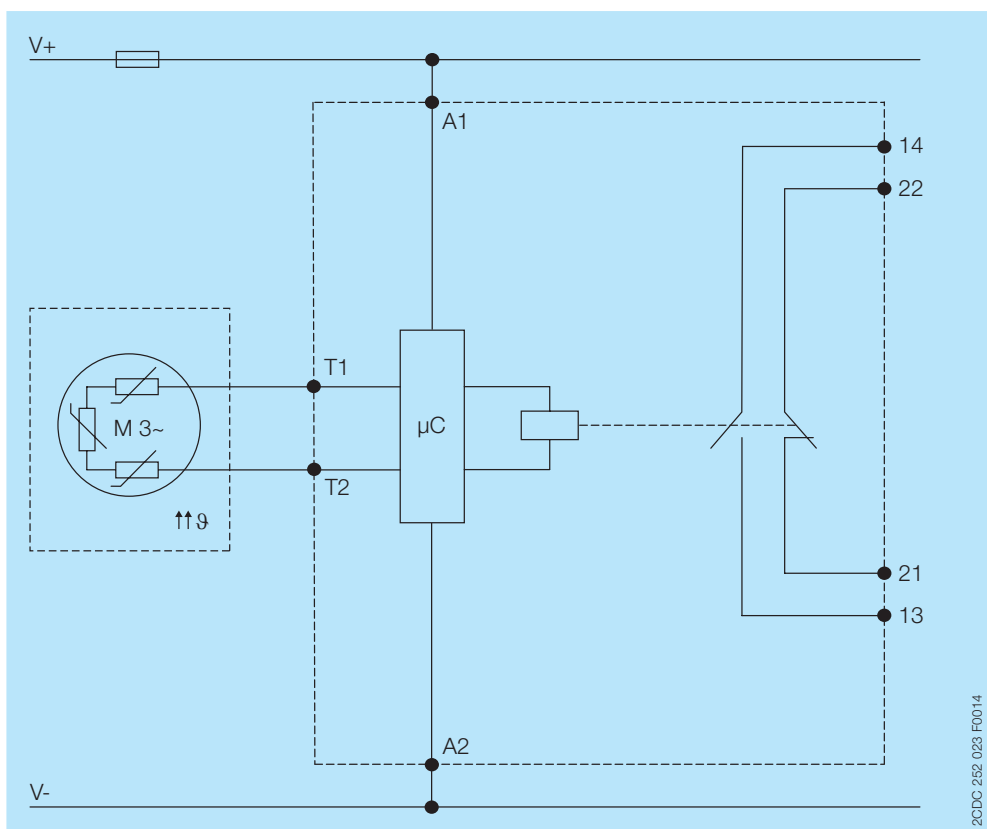 V+
A1
14
22
T1
µC
M 3~
T2
↑↑ϑ
21
13
A2
V-
2CDC 252 023 F0014